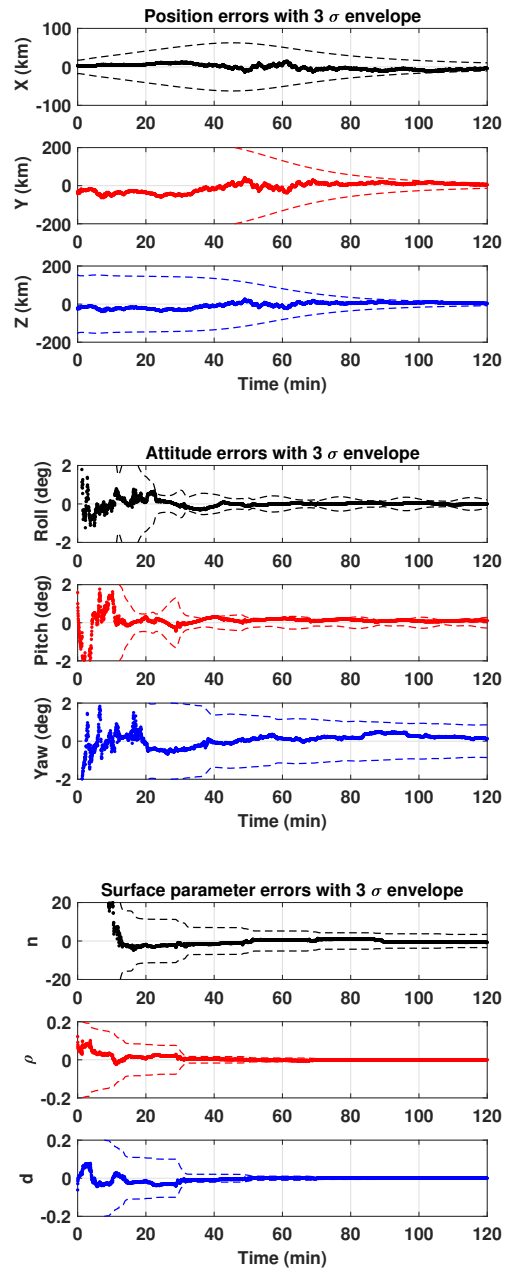 Position errors with 3 σ envelope
100
0
-100
X (km)
0 20 40 60 80 100 120
200
0
-200
Y (km)
0 20 40 60 80 100 120
200
0
-200
Z (km)
0 20 40 60 80 100 120
Time (min)
Attitude errors with 3 σ envelope
2
0
-2
Roll (deg)
0 20 40 60 80 100 120
2
0
-2
Pitch (deg)
0 20 40 60 80 100 120
2
0
-2
Yaw (deg)
0 20 40 60 80 100 120
Time (min)
Surface parameter errors with 3 σ envelope
20
0
-20
n
0 20 40 60 80 100 120
0.2
0
-0.2
ρ
0 20 40 60 80 100 120
0.2
0
-0.2
d
0 20 40 60 80 100 120
Time (min)